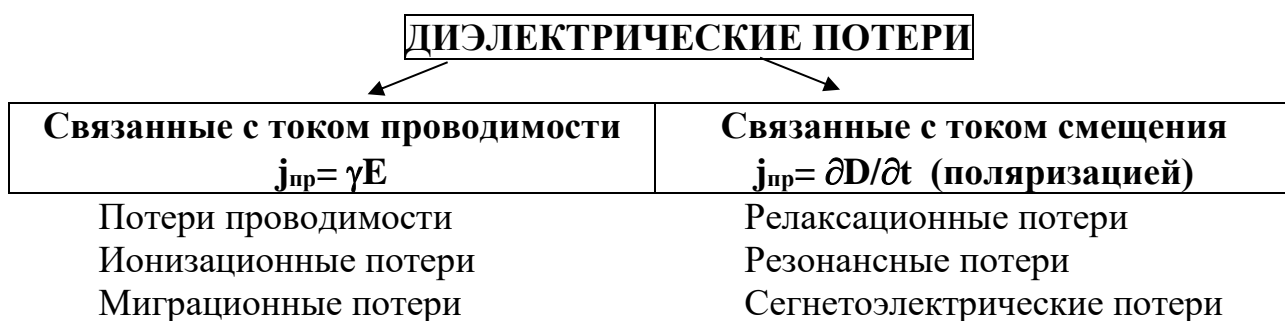 ДИЭЛЕКТРИЧЕСКИЕ ПОТЕРИ
Связанные с током проводимости
jпр= γE
Связанные с током смещения
jпр= ∂D/∂t (поляризацией)
Потери проводимости
Ионизационные потери
Миграционные потери
Релаксационные потери
Резонансные потери
Сегнетоэлектрические потери